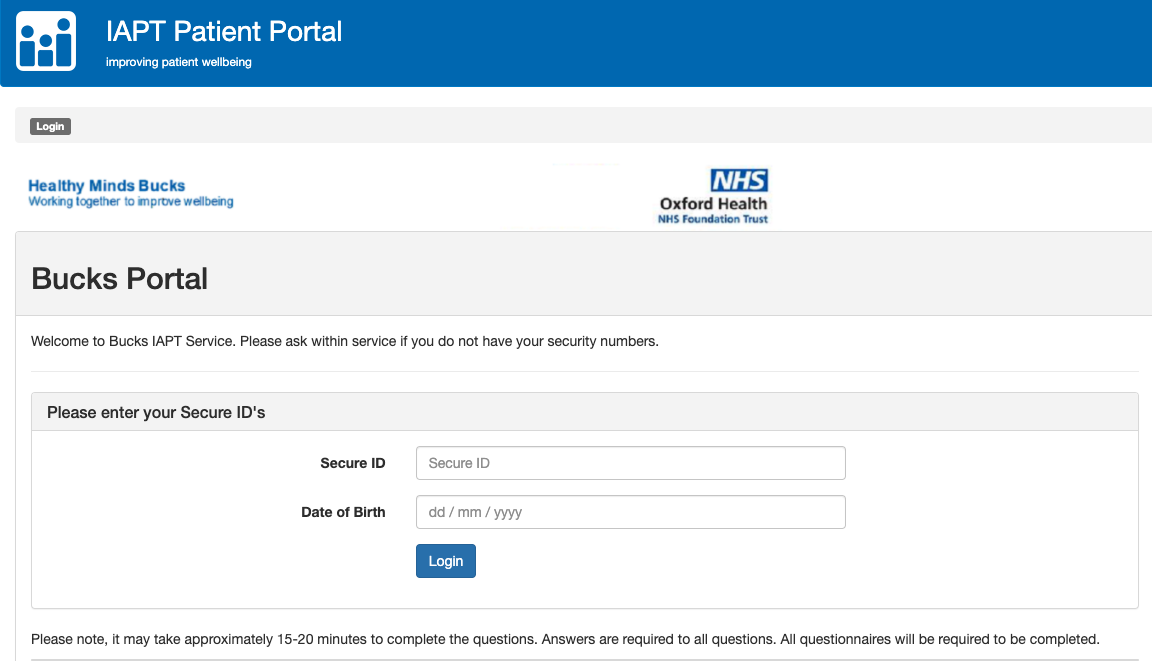 IAPT Patient Portal
improving patient wellbeing
Login
Healthy Minds Bucks
Working together to improve wellbeing
NHS
Oxford Health
NHS Foundation Trust
Bucks Portal
Welcome to Bucks IAPT Service. Please ask within service if you do not have your security numbers.
Please enter your Secure ID's
Secure ID Secure ID
Date of Birth dd / mm / yyyy
Login
Please note, it may take approximately 15-20 minutes to complete the questions. Answers are required to all questions. All questionnaires will be required to be completed.